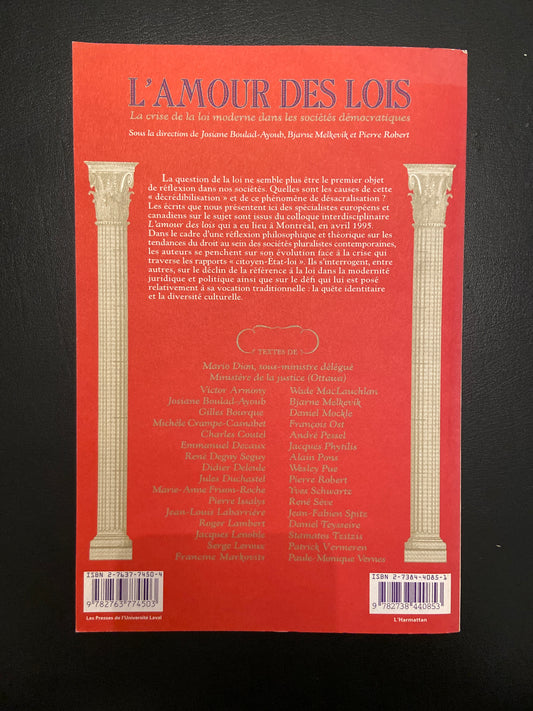 L'AMOUR DES LOIS
La crise de la loi moderne dans les sociétés démocratiques
Sous la direction de Josiane Boulad-Ayoub, Bjarne Melkevik et Pierre Robert
La question de la loi ne semble plus être le premier objet
de réflexion dans nos sociétés. Quelles sont les causes de cette
« décrédibilisation » et de ce phénomène de désacralisation ?
Les écrits que nous présentent ici des spécialistes européens et
canadiens sur le sujet sont issus du colloque interdisciplinaire
L'amour des lois qui a eu lieu à Montréal, en avril 1995.
Dans le cadre d'une réflexion philosophique et théorique sur les
tendances du droit au sein des sociétés pluralistes contemporaines,
les auteurs se penchent sur son évolution face à la crise qui
traverse les rapports « citoyen-État-loi ». Ils s'interrogent, entre
autres, sur le déclin de la référence à la loi dans la modernité
juridique et politique ainsi que sur le défi qui lui est posé
relativement à sa vocation traditionnelle : la quête identitaire
et la diversité culturelle.
TEXTES DE
Mario Dion, sous-ministre délégué
Ministère de la justice (Ottawa)
Victor Armony
Josiane Boulad-Ayoub
Gilles Bourque
Michèle Crampe-Casnabet
Charles Coutel
Emmanuel Decaux
René Degny Seguy
Didier Deleule
Jules Duchastel
Marie-Anne Frison-Roche
Pierre Issalys
Jean-Louis Labarrière
Roger Lambert
Jacques Lenoble
Serge Leroux
Francine Markovits
Wade MacLauchlan
Bjarne Melkevik
Daniel Mockle
François Ost
André Pessel
Jacques Phytilis
Alain Pons
Wesley Pue
Pierre Robert
Yves Schwartz
René Sève
Jean-Fabien Spitz
Daniel Teysseire
Stamatos Tzitzis
Patrick Vermeren
Paule-Monique Vernes
ISBN 2-7637-7450-4
9 782763 774503
Les Presses de l'Université Laval
ISBN 2-7384-4085-1
9 782738 440853
L'Harmattan